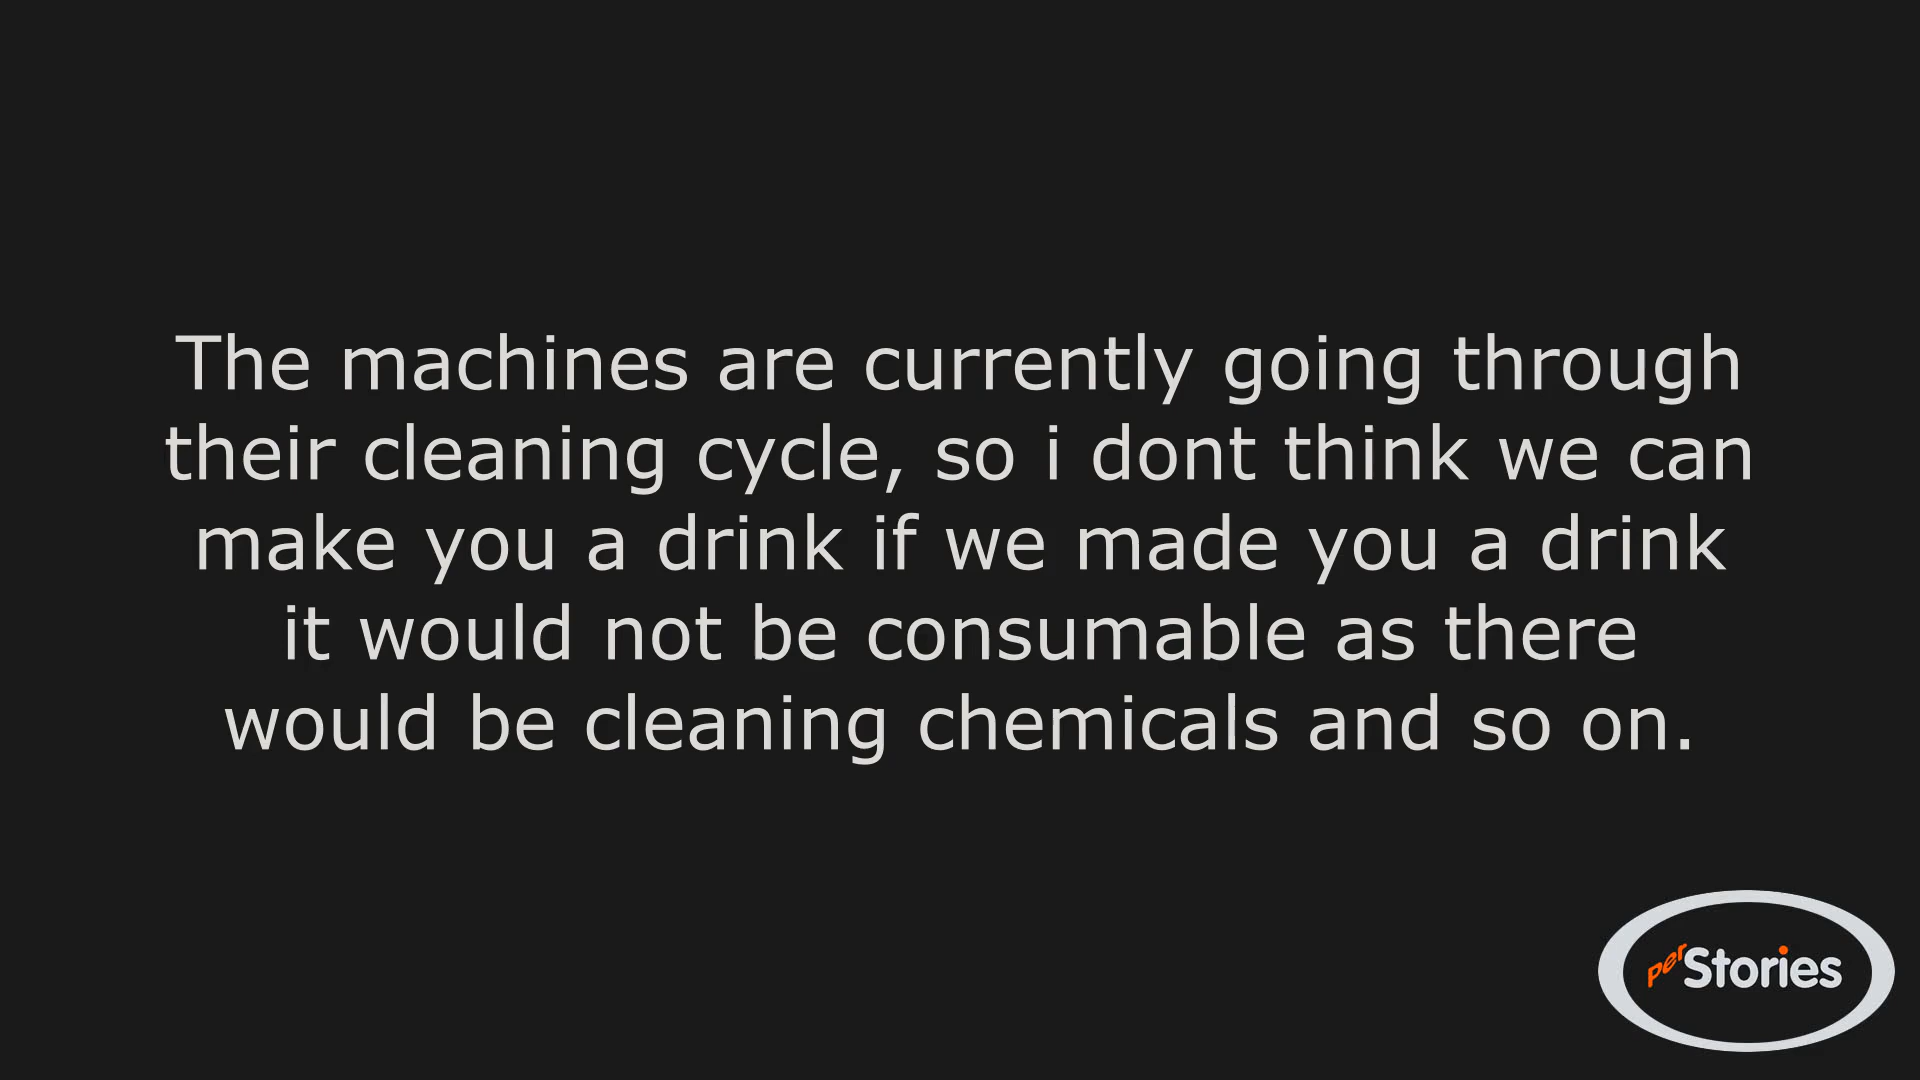 The machines are currently going through
their cleaning cycle, so i dont think we can
make you a drink if we made you a drink
it would not be consumable as there
would be cleaning chemicals and so on.
perStories